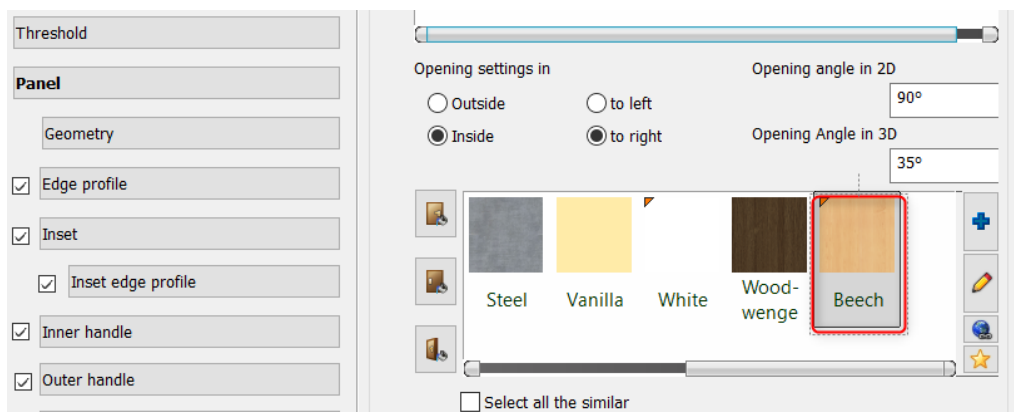 Threshold
Panel
Geometry
Edge profile
Inset
Inset edge profile
Inner handle
Outer handle
Opening settings in
Outside
to left
Inside
to right
Opening angle in 2D
90º
Opening Angle in 3D
35º
Steel
Vanilla
White
Wood-
wenge
Beech
Select all the similar